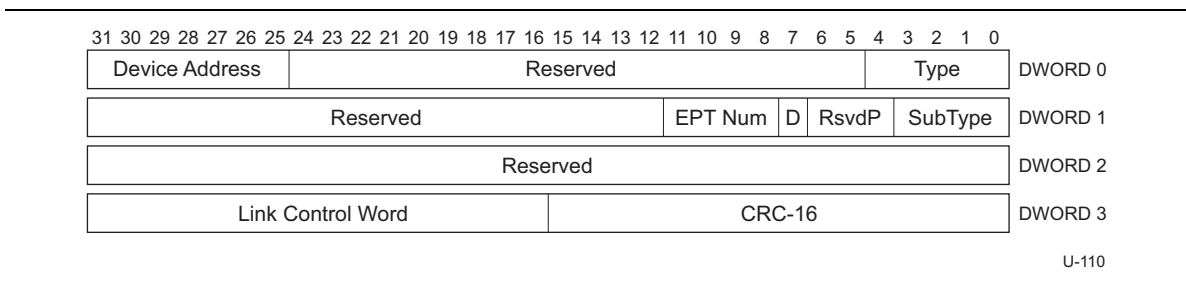 31 30 29 28 27 26 25 24 23 22 21 20 19 18 17 16 15 14 13 12 11 10 9 8 7 6 5 4 3 2 1 0
Device Address Reserved Type DWORD 0
Reserved EPT Num D RsvdP SubType DWORD 1
Reserved DWORD 2
Link Control Word CRC-16 DWORD 3
U-110